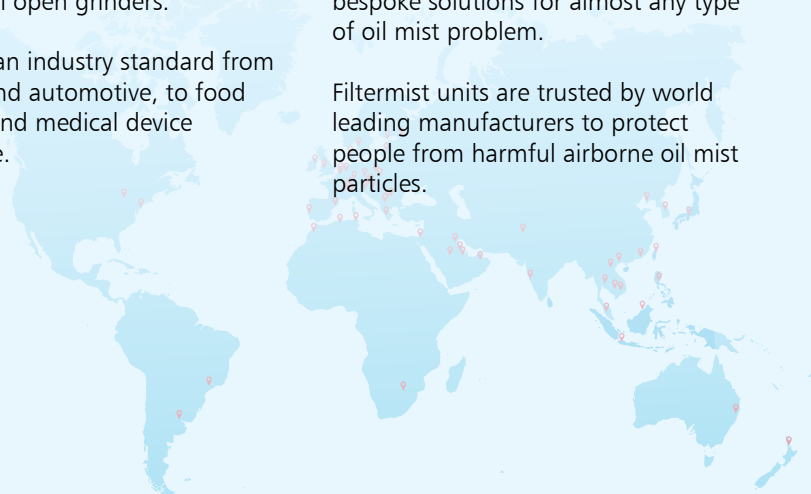 open grinders.
an industry standard from
nd automotive, to food
nd medical device
e.
bespoke solutions for almost any type
of oil mist problem.
Filtermist units are trusted by world
leading manufacturers to protect
people from harmful airborne oil mist
particles.